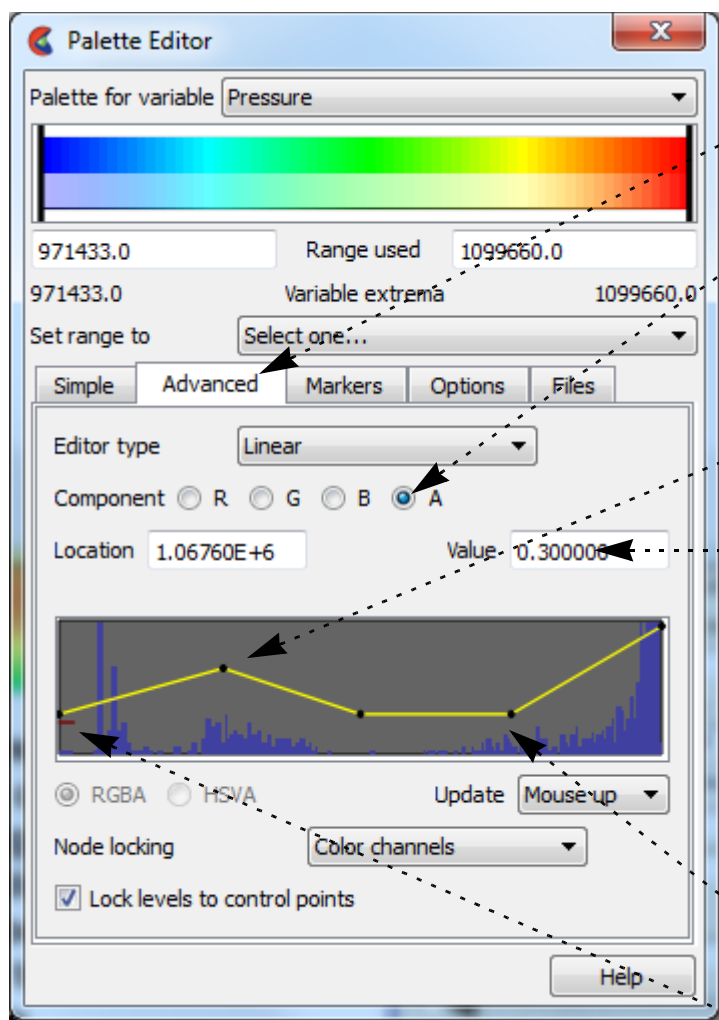 Palette Editor
Palette for variable Pressure
971433.0 Range used 1099660.0
971433.0 Variable extrema 1099660.0
Set range to Select one...
Simple Advanced Markers Options Files
Editor type Linear
Component R G B A
Location 1.06760E+6 Value 0.300000
RGBA HSVA Update Mouse up
Node locking Color channels
Lock levels to control points
Help